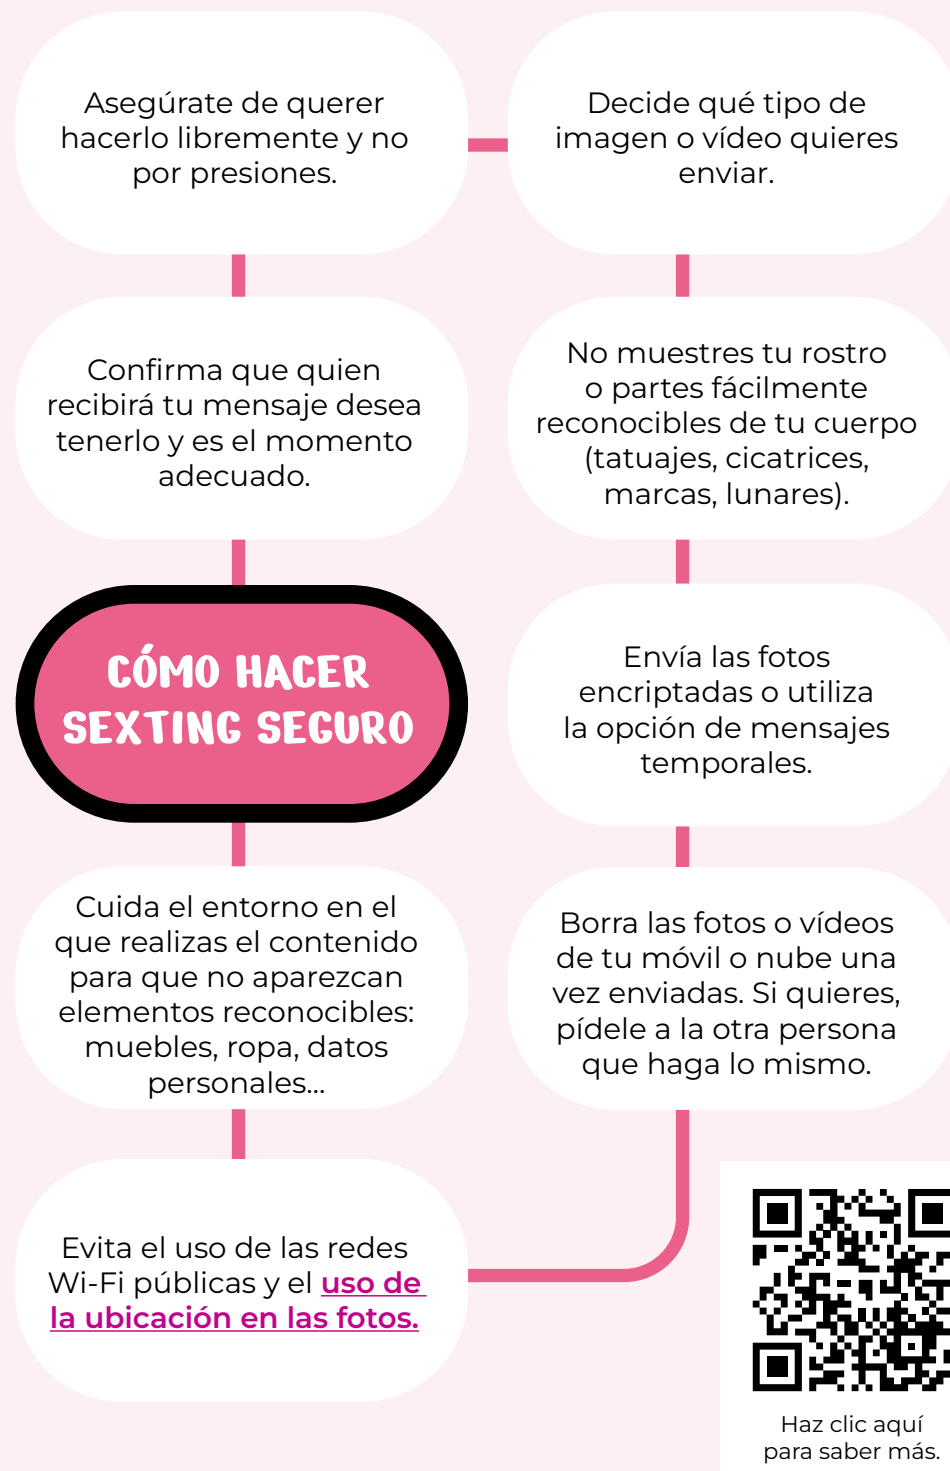 Asegúrate de querer
hacerlo libremente y no
por presiones.
Decide qué tipo de
imagen o vídeo quieres
enviar.
Confirma que quien
recibirá tu mensaje desea
tenerlo y es el momento
adecuado.
No muestres tu rostro
o partes fácilmente
reconocibles de tu cuerpo
(tatuajes, cicatrices,
marcas, lunares).
CÓMO HACER
SEXTING SEGURO
Envía las fotos
encriptadas o utiliza
la opción de mensajes
temporales.
Cuida el entorno en el
que realizas el contenido
para que no aparezcan
elementos reconocibles:
muebles, ropa, datos
personales...
Borra las fotos o vídeos
de tu móvil o nube una
vez enviadas. Si quieres,
pídele a la otra persona
que haga lo mismo.
Evita el uso de las redes
Wi-Fi públicas y el uso de
la ubicación en las fotos.
Haz clic aquí
para saber más.